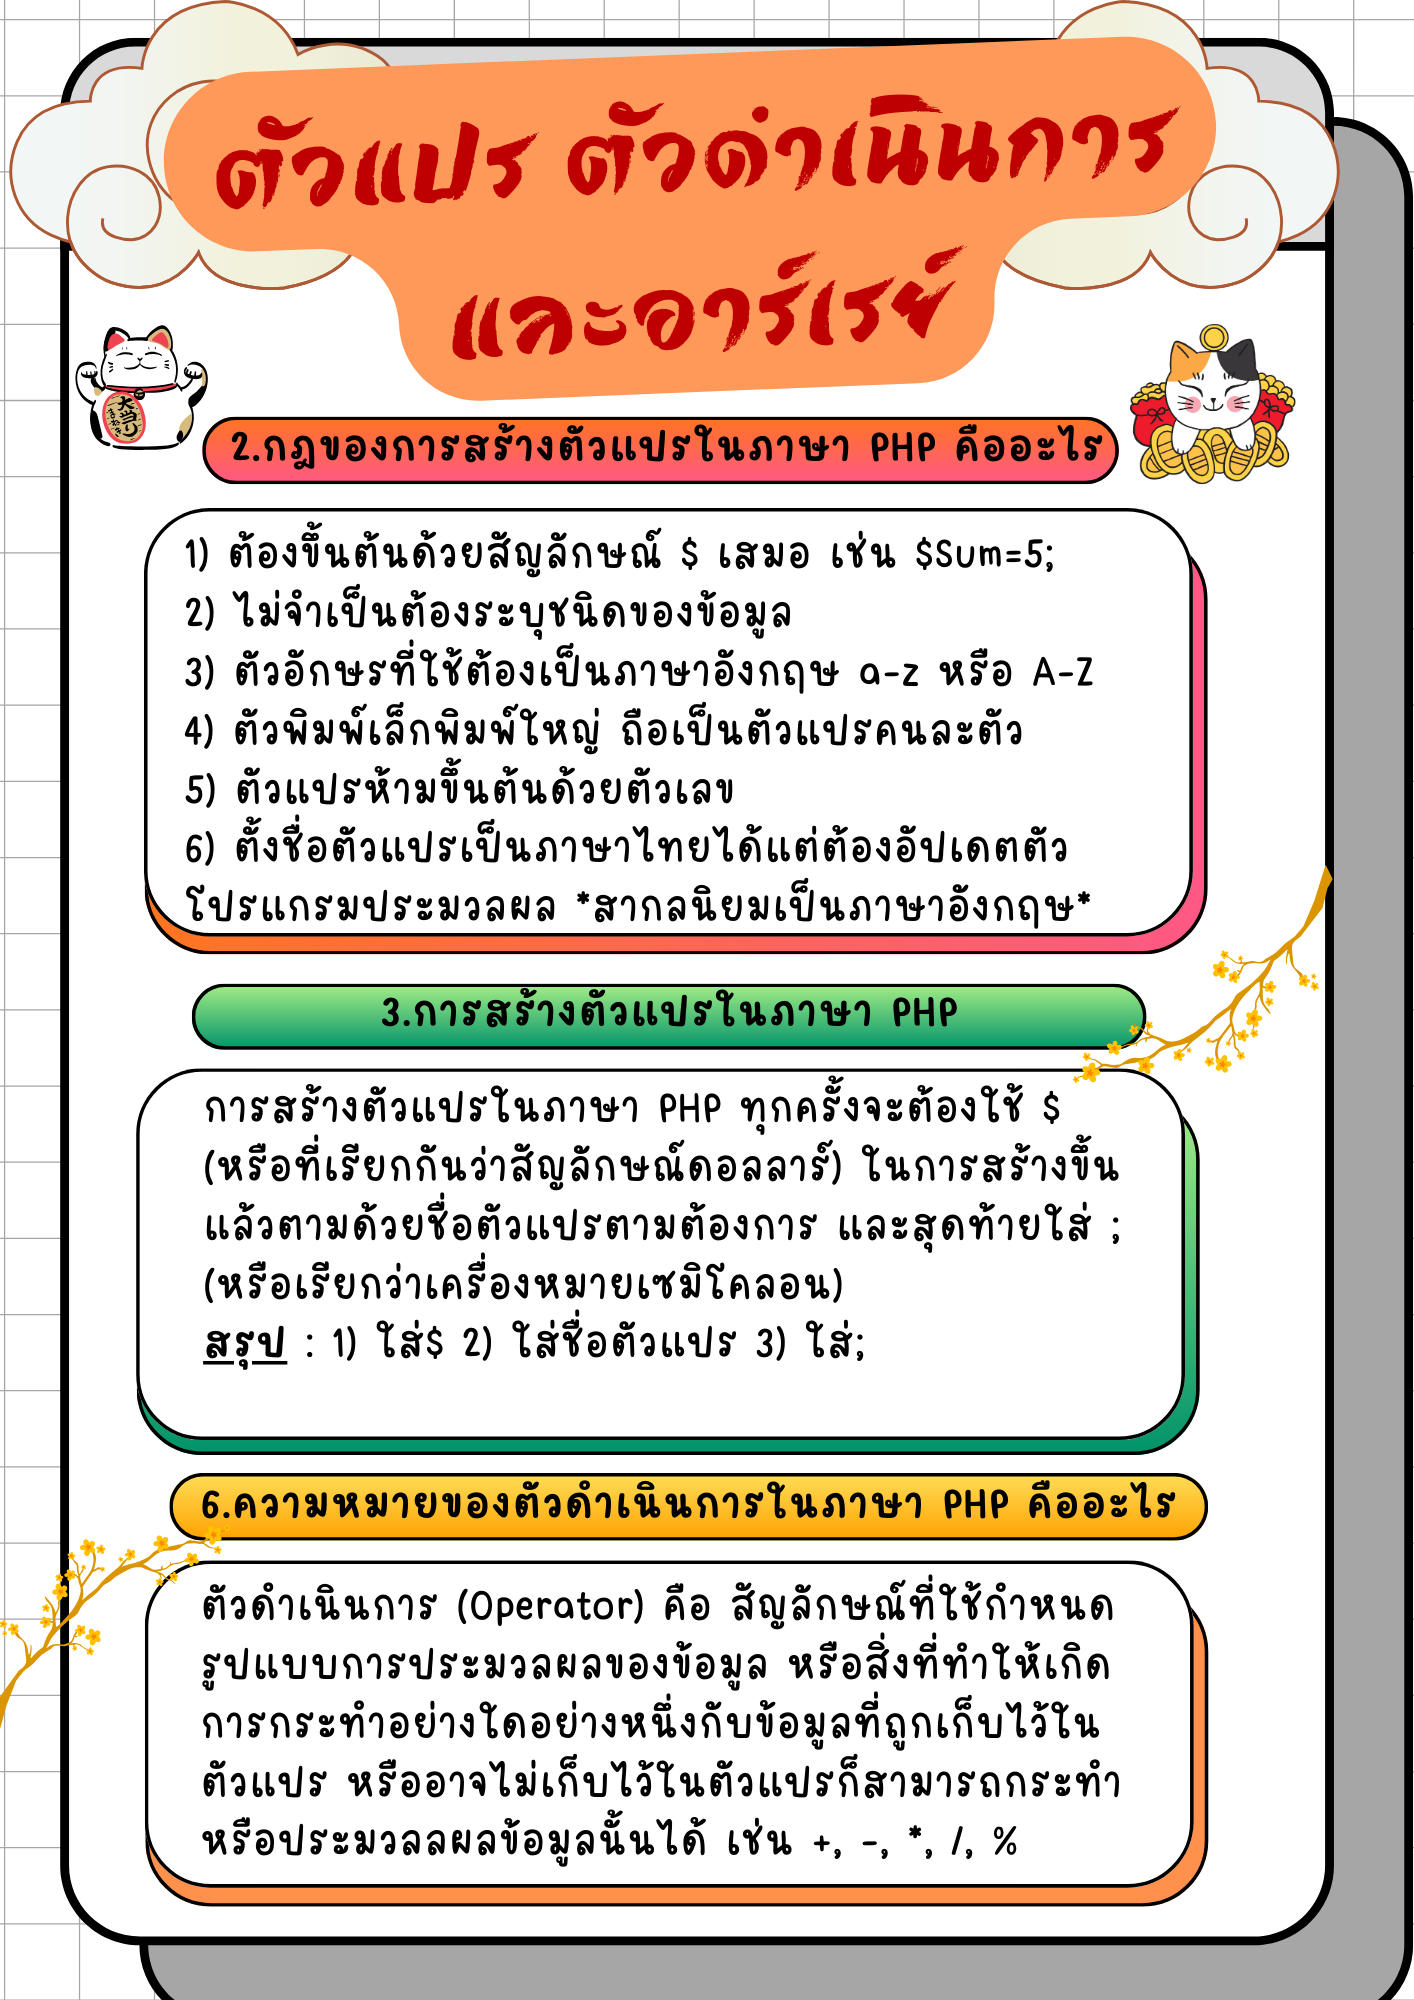 ตัวแปร ตัวดำเนินการ
และอาร์เรย์
大当り
2.กฎของการสร้างตัวแปรในภาษา PHP คืออะไร
1) ต้องขึ้นต้นด้วยสัญลักษณ์ $ เสมอ เช่น $Sum=5;
2) ไม่จำเป็นต้องระบุชนิดของข้อมูล
3) ตัวอักษรที่ใช้ต้องเป็นภาษาอังกฤษ a-z หรือ A-Z
4) ตัวพิมพ์เล็กพิมพ์ใหญ่ ถือเป็นตัวแปรคนละตัว
5) ตัวแปรห้ามขึ้นต้นด้วยตัวเลข
6) ตั้งชื่อตัวแปรเป็นภาษาไทยได้แต่ต้องอัปเดตตัว
โปรแกรมประมวลผล *สากลนิยมเป็นภาษาอังกฤษ*
3.การสร้างตัวแปรในภาษา PHP
การสร้างตัวแปรในภาษา PHP ทุกครั้งจะต้องใช้ $
(หรือที่เรียกกันว่าสัญลักษณ์ดอลลาร์) ในการสร้างขึ้น
แล้วตามด้วยชื่อตัวแปรตามต้องการ และสุดท้ายใส่ ;
(หรือเรียกว่าเครื่องหมายเซมิโคลอน)
สรุป : 1) ใส่$ 2) ใส่ชื่อตัวแปร 3) ใส่;
6.ความหมายของตัวดำเนินการในภาษา PHP คืออะไร
ตัวดำเนินการ (Operator) คือ สัญลักษณ์ที่ใช้กำหนด
รูปแบบการประมวลผลของข้อมูล หรือสิ่งที่ทำให้เกิด
การกระทำอย่างใดอย่างหนึ่งกับข้อมูลที่ถูกเก็บไว้ใน
ตัวแปร หรืออาจไม่เก็บไว้ในตัวแปรก็สามารถกระทำ
หรือประมวลลผลข้อมูลนั้นได้ เช่น +, -, *, /, %